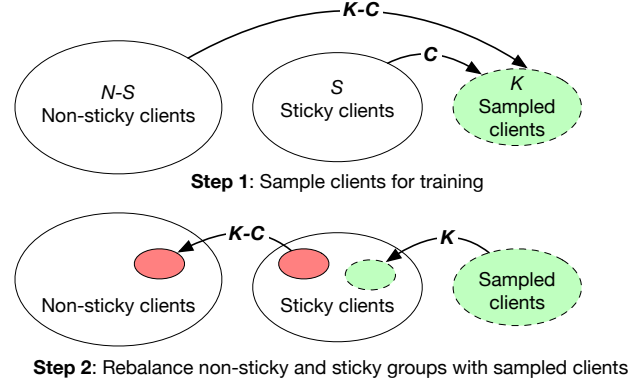 K-C
C
N-S
Non-sticky clients
S
Sticky clients
K
Sampled
clients
Step 1: Sample clients for training
K-C
K
Non-sticky clients
Sticky clients
Sampled
clients
Step 2: Rebalance non-sticky and sticky groups with sampled clients